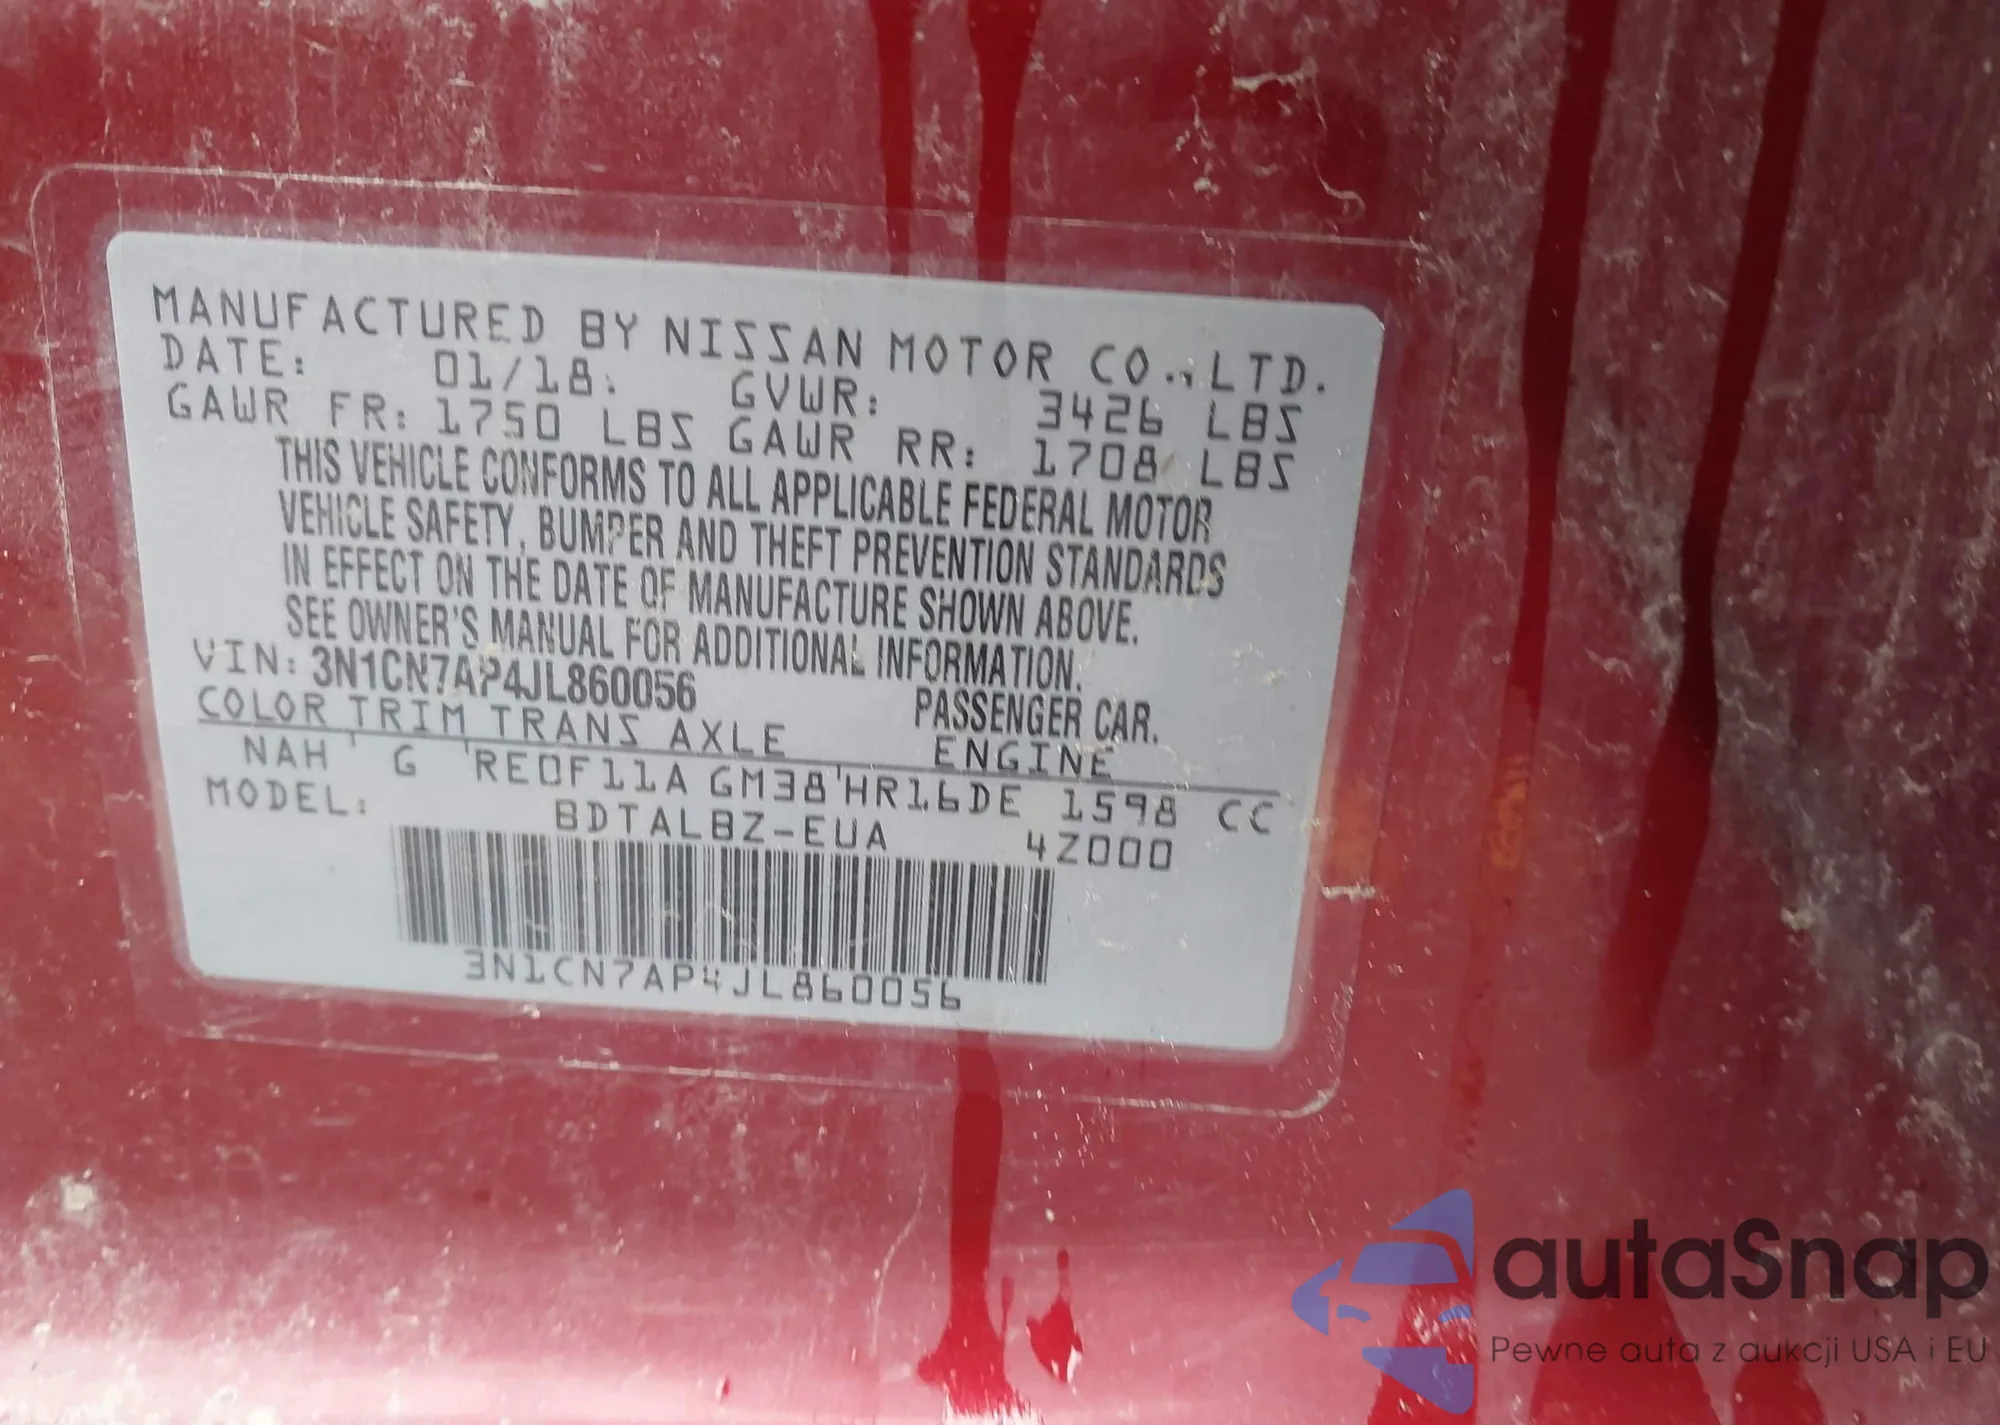 MANUFACTURED BY NISSAN MOTOR CO., LTD.
DATE: 01/18. GVWR: 3426 LBS
GAWR FR: 1750 LBS GAWR RR: 1708 LBS
THIS VEHICLE CONFORMS TO ALL APPLICABLE FEDERAL MOTOR
VEHICLE SAFETY, BUMPER AND THEFT PREVENTION STANDARDS
IN EFFECT ON THE DATE OF MANUFACTURE SHOWN ABOVE.
SEE OWNER'S MANUAL FOR ADDITIONAL INFORMATION.
VIN: 3N1CN7AP4JL860056 PASSENGER CAR.
COLOR TRIM TRANS AXLE ENGINE
NAH G RE0F11A GM38 HR16DE 1598 CC
MODEL: BDTALBZ-EUA 4Z000
3N1CN7AP4JL860056
autaSnap
Pewne auta z aukcji USA i EU